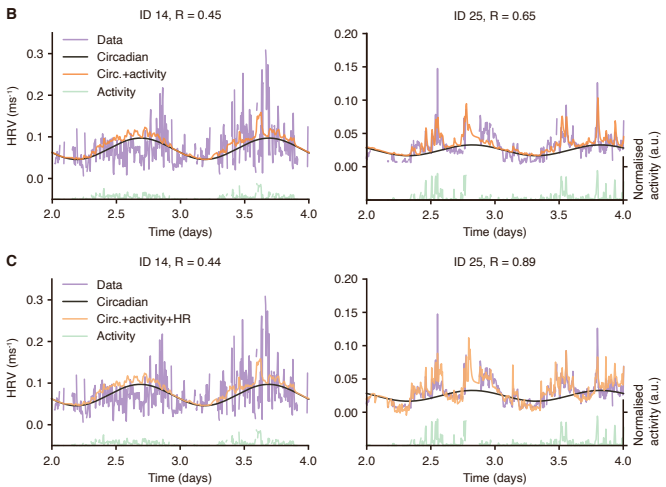 B
ID 14, R = 0.45
ID 25, R = 0.65
Data
Circadian
Circ.+activity
Activity
HRV (ms⁻¹)
0.3
0.2
0.1
0.0
2.0 2.5 3.0 3.5 4.0
Time (days)
0.20
0.15
0.10
0.05
0.00
2.0 2.5 3.0 3.5 4.0
Time (days)
Normalised
activity (a.u.)
C
ID 14, R = 0.44
ID 25, R = 0.89
Data
Circadian
Circ.+activity+HR
Activity
HRV (ms⁻¹)
0.3
0.2
0.1
0.0
2.0 2.5 3.0 3.5 4.0
Time (days)
0.20
0.15
0.10
0.05
0.00
2.0 2.5 3.0 3.5 4.0
Time (days)
Normalised
activity (a.u.)